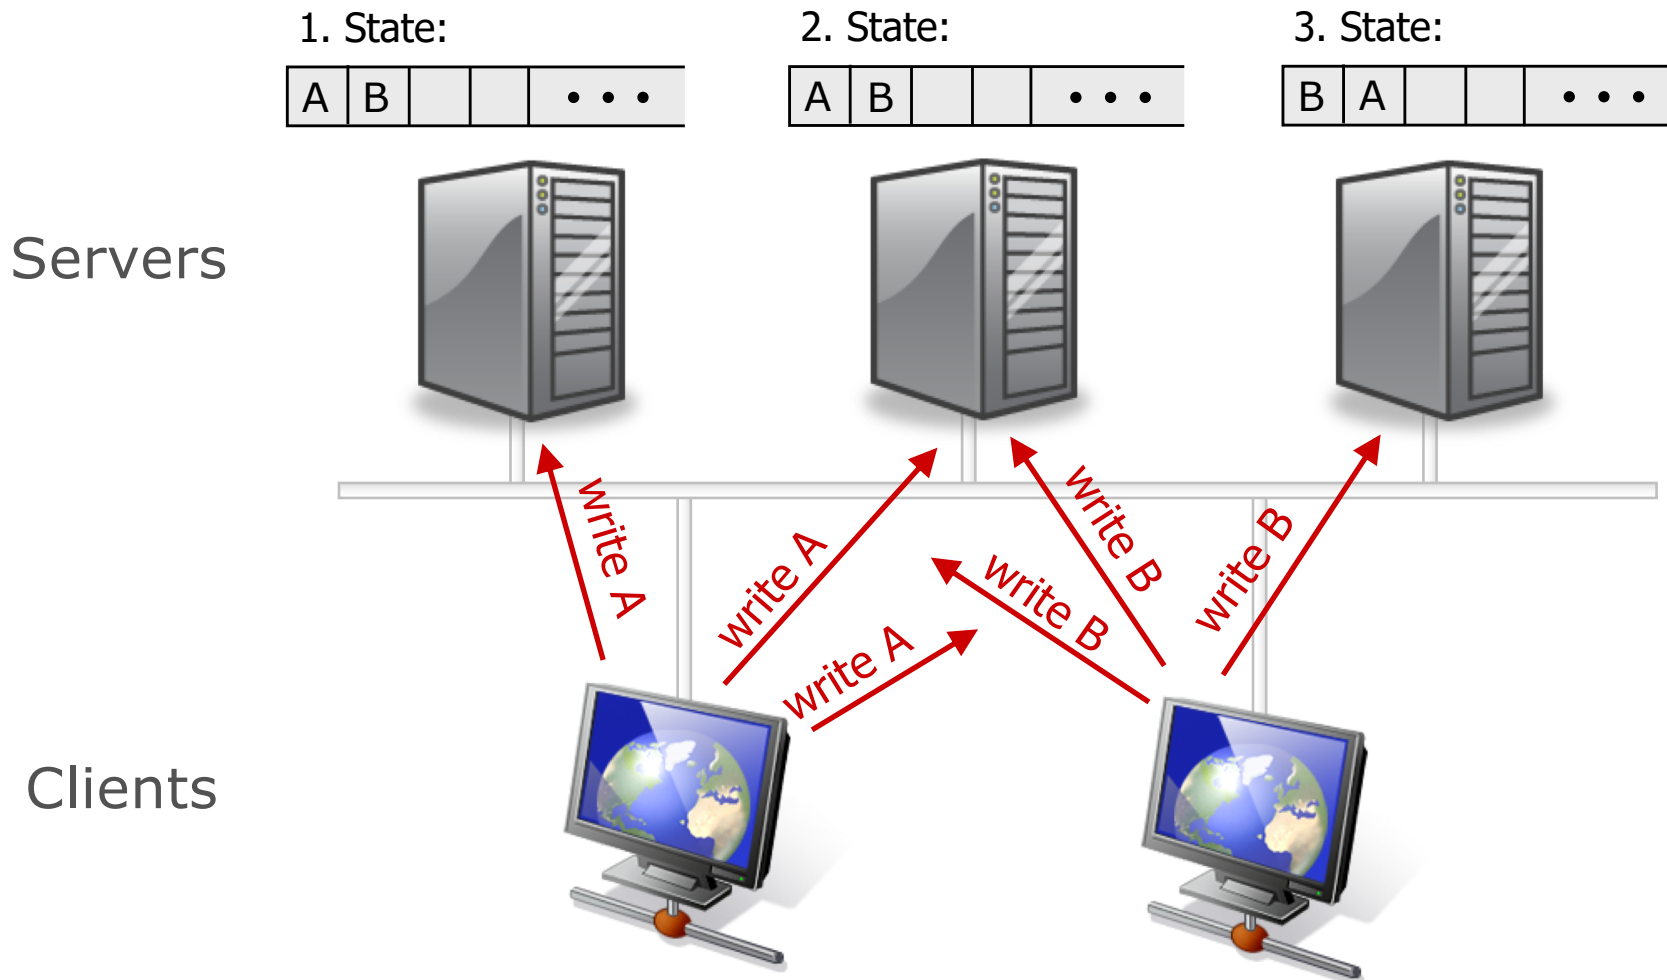 1. State:
2. State:
3. State:
A B • • •
A B • • •
B A • • •
Servers
write A
write A
write A
write B
write B
write B
Clients